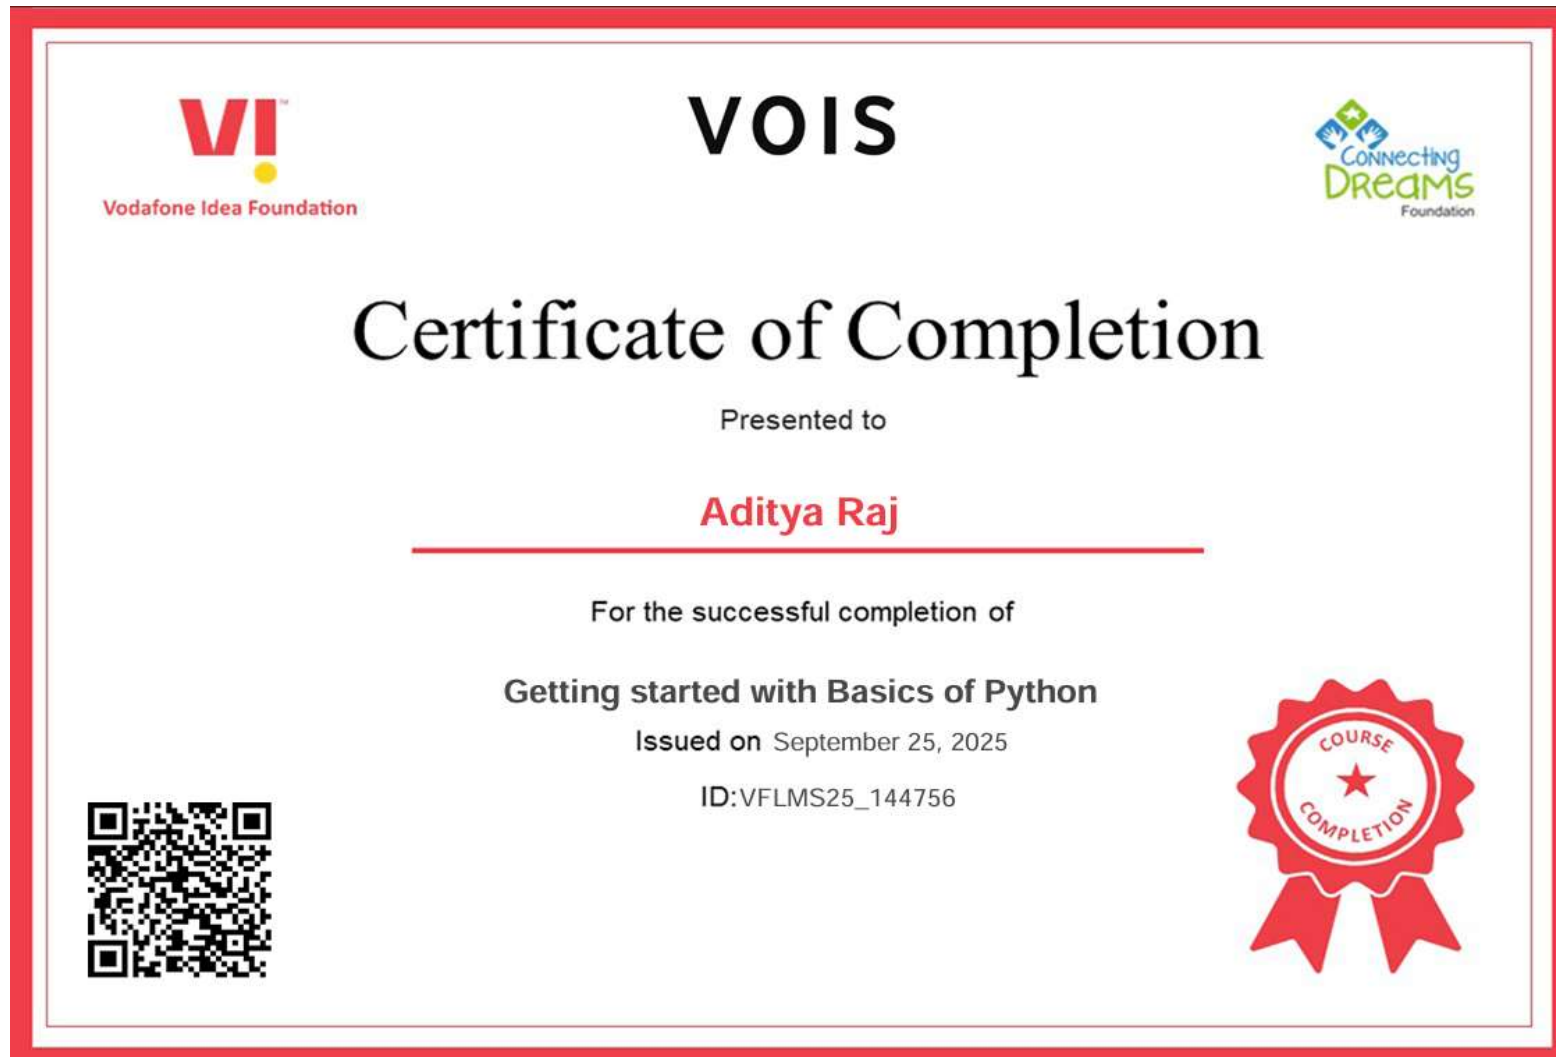 VI™
Vodafone Idea Foundation
VOIS
Connecting
Dreams
Foundation
Certificate of Completion
Presented to
Aditya Raj
For the successful completion of
Getting started with Basics of Python
Issued on September 25, 2025
ID:VFLMS25_144756
COURSE
COMPLETION